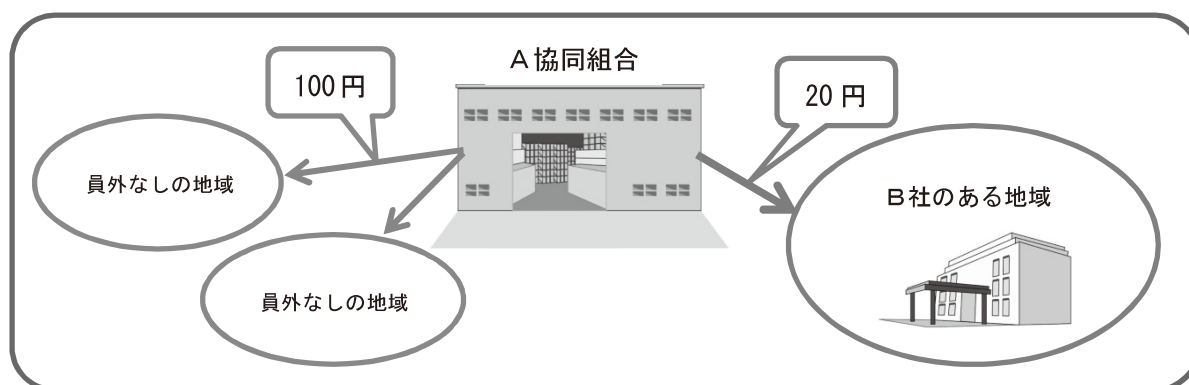 A協同組合
100円
20円
員外なしの地域
B社のある地域
員外なしの地域